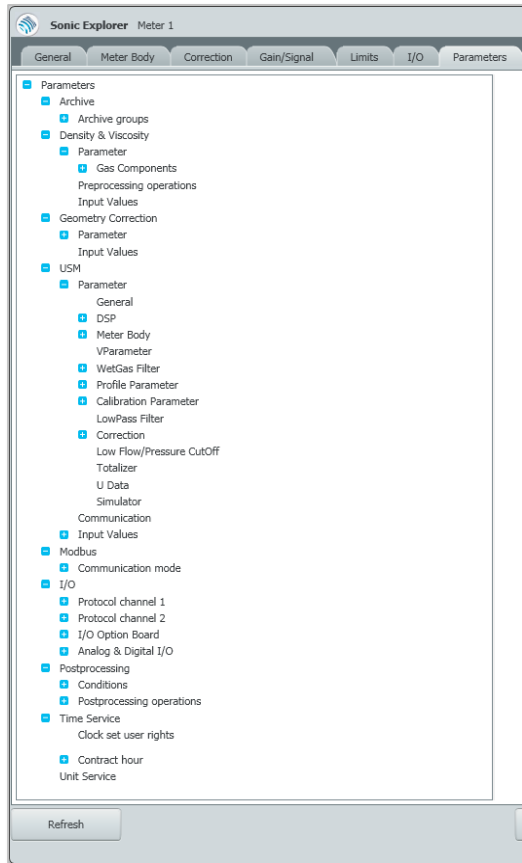 Sonic Explorer Meter 1
General Meter Body Correction Gain/Signal Limits I/O Parameters
Parameters
Archive
Archive groups
Density & Viscosity
Parameter
Gas Components
Preprocessing operations
Input Values
Geometry Correction
Parameter
Input Values
USM
Parameter
General
DSP
Meter Body
VParameter
WetGas Filter
Profile Parameter
Calibration Parameter
LowPass Filter
Correction
Low Flow/Pressure CutOff
Totalizer
U Data
Simulator
Communication
Input Values
Modbus
Communication mode
I/O
Protocol channel 1
Protocol channel 2
I/O Option Board
Analog & Digital I/O
Postprocessing
Conditions
Postprocessing operations
Time Service
Clock set user rights
Contract hour
Unit Service
Refresh